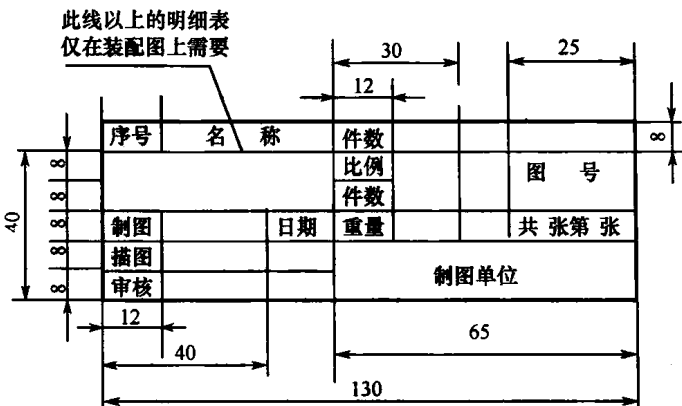 此线以上的明细表
仅在装配图上需要
30
25
12
序号 名 称 件数
8
比例
图 号
8
件数
8
40
制图 日期 重量 共 张第 张
8
描图
制图单位
8
审核
12
65
40
130